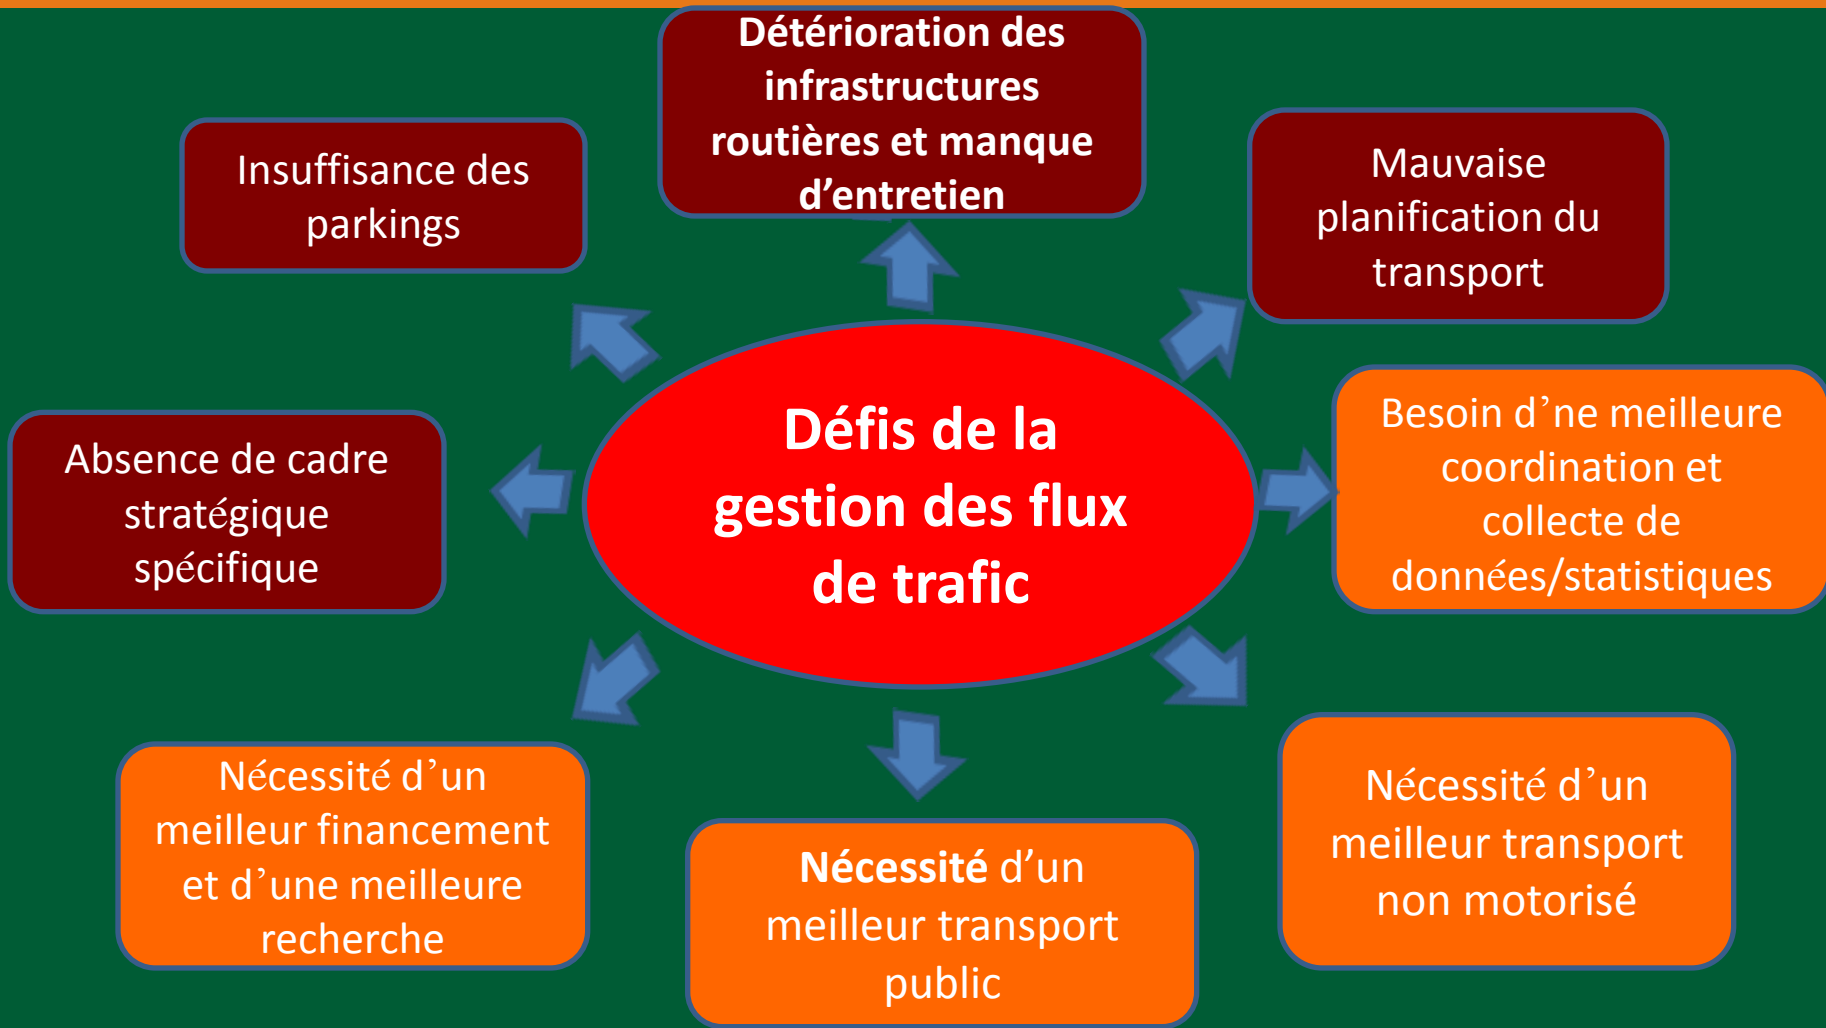 Détérioration des
infrastructures
routières et manque
d’entretien
Insuffisance des
parkings
Mauvaise
planification du
transport
Défis de la
gestion des flux
de trafic
Absence de cadre
stratégique
spécifique
Besoin d’ne meilleure
coordination et
collecte de
données/statistiques
Nécessité d’un
meilleur financement
et d’une meilleure
recherche
Nécessité d’un
meilleur transport
public
Nécessité d’un
meilleur transport
non motorisé